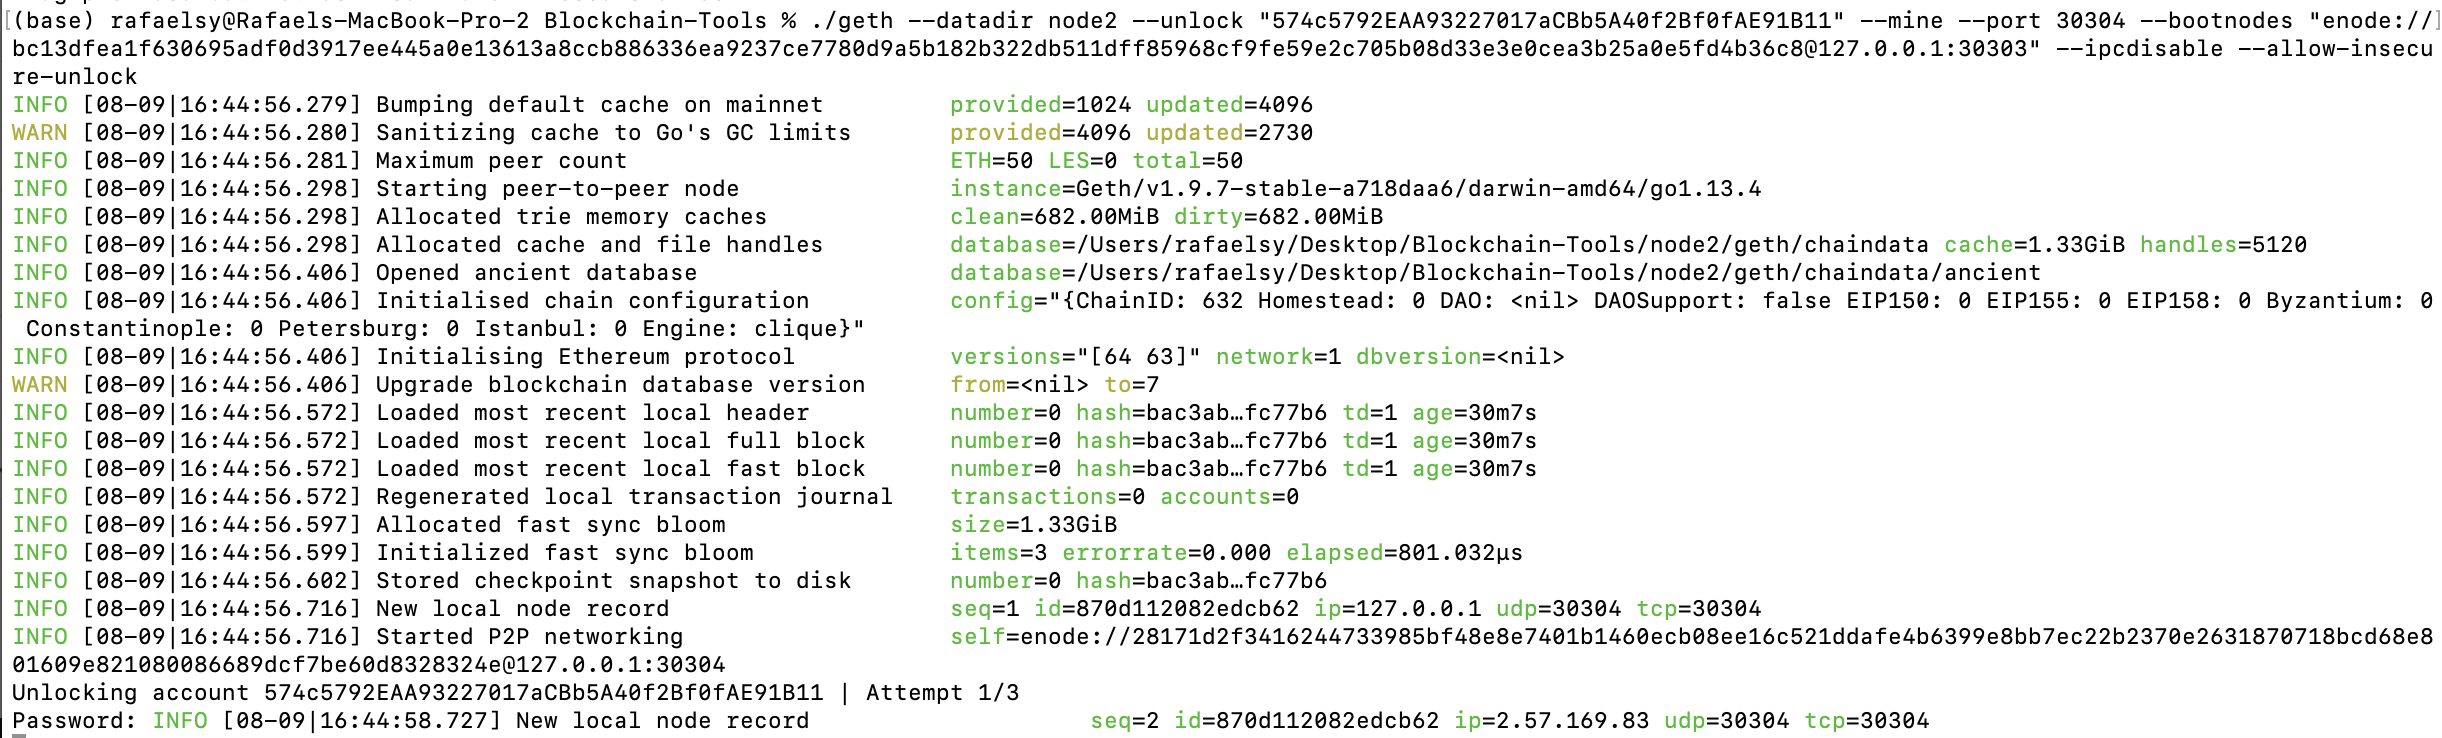 (base) rafaelsy@Rafaels-MacBook-Pro-2 Blockchain-Tools % ./geth --datadir node2 --unlock "574c5792EAA93227017aCBb5A40f2Bf0fAE91B11" --mine --port 30304 --bootnodes "enode://
bc13dfea1f630695adf0d3917ee445a0e13613a8ccb886336ea9237ce7780d9a5b182b322db511dff85968cf9fe59e2c705b08d33e3e0cea3b25a0e5fd4b36c8@127.0.0.1:30303" --ipcdisable --allow-insecu
re-unlock
INFO [08-09|16:44:56.279] Bumping default cache on mainnet         provided=1024 updated=4096
WARN [08-09|16:44:56.280] Sanitizing cache to Go's GC limits       provided=4096 updated=2730
INFO [08-09|16:44:56.281] Maximum peer count                       ETH=50 LES=0 total=50
INFO [08-09|16:44:56.298] Starting peer-to-peer node               instance=Geth/v1.9.7-stable-a718daa6/darwin-amd64/go1.13.4
INFO [08-09|16:44:56.298] Allocated trie memory caches             clean=682.00MiB dirty=682.00MiB
INFO [08-09|16:44:56.298] Allocated cache and file handles         database=/Users/rafaelsy/Desktop/Blockchain-Tools/node2/geth/chaindata cache=1.33GiB handles=5120
INFO [08-09|16:44:56.406] Opened ancient database                  database=/Users/rafaelsy/Desktop/Blockchain-Tools/node2/geth/chaindata/ancient
INFO [08-09|16:44:56.406] Initialised chain configuration          config="{ChainID: 632 Homestead: 0 DAO: <nil> DAOSupport: false EIP150: 0 EIP155: 0 EIP158: 0 Byzantium: 0
 Constantinople: 0 Petersburg: 0 Istanbul: 0 Engine: clique}"
INFO [08-09|16:44:56.406] Initialising Ethereum protocol           versions="[64 63]" network=1 dbversion=<nil>
WARN [08-09|16:44:56.406] Upgrade blockchain database version      from=<nil> to=7
INFO [08-09|16:44:56.572] Loaded most recent local header          number=0 hash=bac3ab…fc77b6 td=1 age=30m7s
INFO [08-09|16:44:56.572] Loaded most recent local full block      number=0 hash=bac3ab…fc77b6 td=1 age=30m7s
INFO [08-09|16:44:56.572] Loaded most recent local fast block      number=0 hash=bac3ab…fc77b6 td=1 age=30m7s
INFO [08-09|16:44:56.572] Regenerated local transaction journal    transactions=0 accounts=0
INFO [08-09|16:44:56.597] Allocated fast sync bloom                size=1.33GiB
INFO [08-09|16:44:56.599] Initialized fast sync bloom              items=3 errorrate=0.000 elapsed=801.032µs
INFO [08-09|16:44:56.602] Stored checkpoint snapshot to disk       number=0 hash=bac3ab…fc77b6
INFO [08-09|16:44:56.716] New local node record                    seq=1 id=870d112082edcb62 ip=127.0.0.1 udp=30304 tcp=30304
INFO [08-09|16:44:56.716] Started P2P networking                   self=enode://28171d2f3416244733985bf48e8e7401b1460ecb08ee16c521ddafe4b6399e8bb7ec22b2370e2631870718bcd68e8
01609e821080086689dcf7be60d8328324e@127.0.0.1:30304
Unlocking account 574c5792EAA93227017aCBb5A40f2Bf0fAE91B11 | Attempt 1/3
Password: INFO [08-09|16:44:58.727] New local node record                    seq=2 id=870d112082edcb62 ip=2.57.169.83 udp=30304 tcp=30304